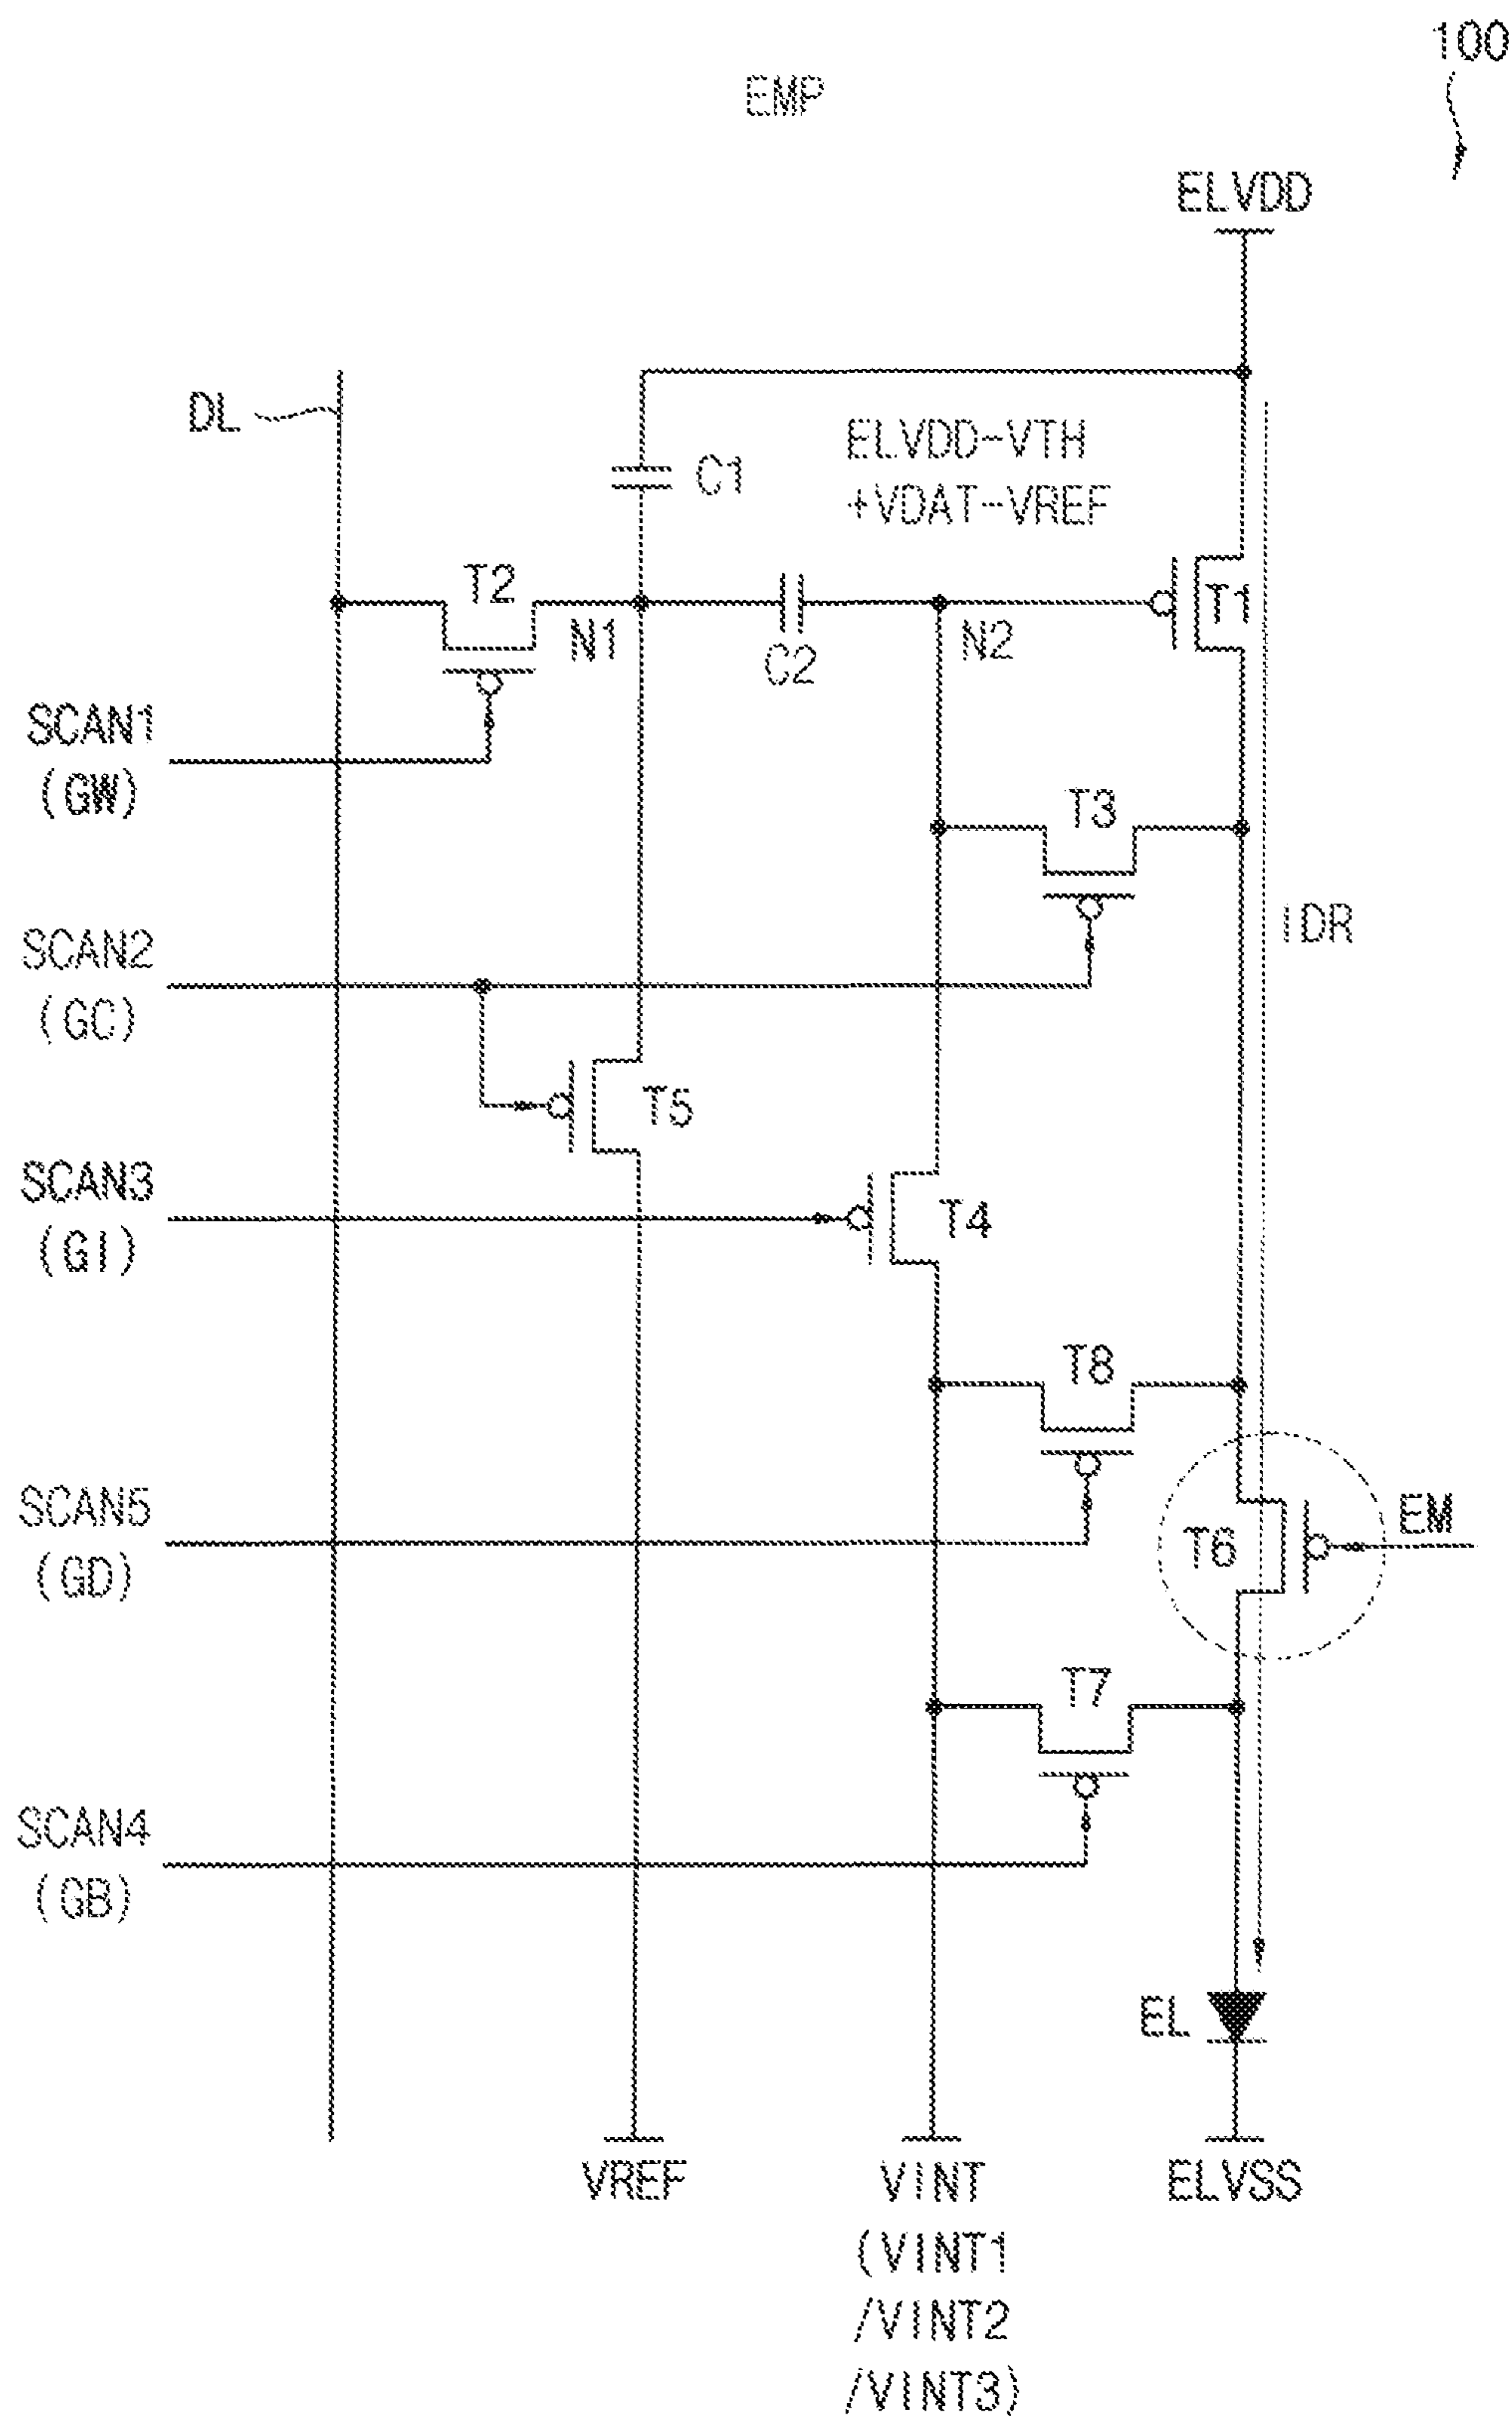 100
EMP
ELVDD
DL
C1
ELVDD-VTH
+VDAT-VREF
T2
T1
N1
C2
N2
SCAN1
(GW)
T3
IDR
SCAN2
(GC)
T5
SCAN3
(GI)
T4
T8
SCAN5
(GD)
T6
EM
T7
SCAN4
(GB)
EL
VREF
VINT
(VINT1
/VINT2
/VINT3)
ELVSS